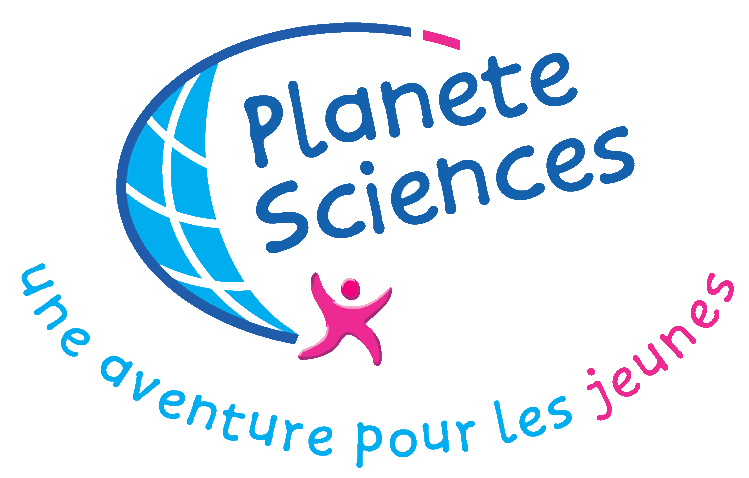 Planete
Sciences
une aventure pour les jeunes